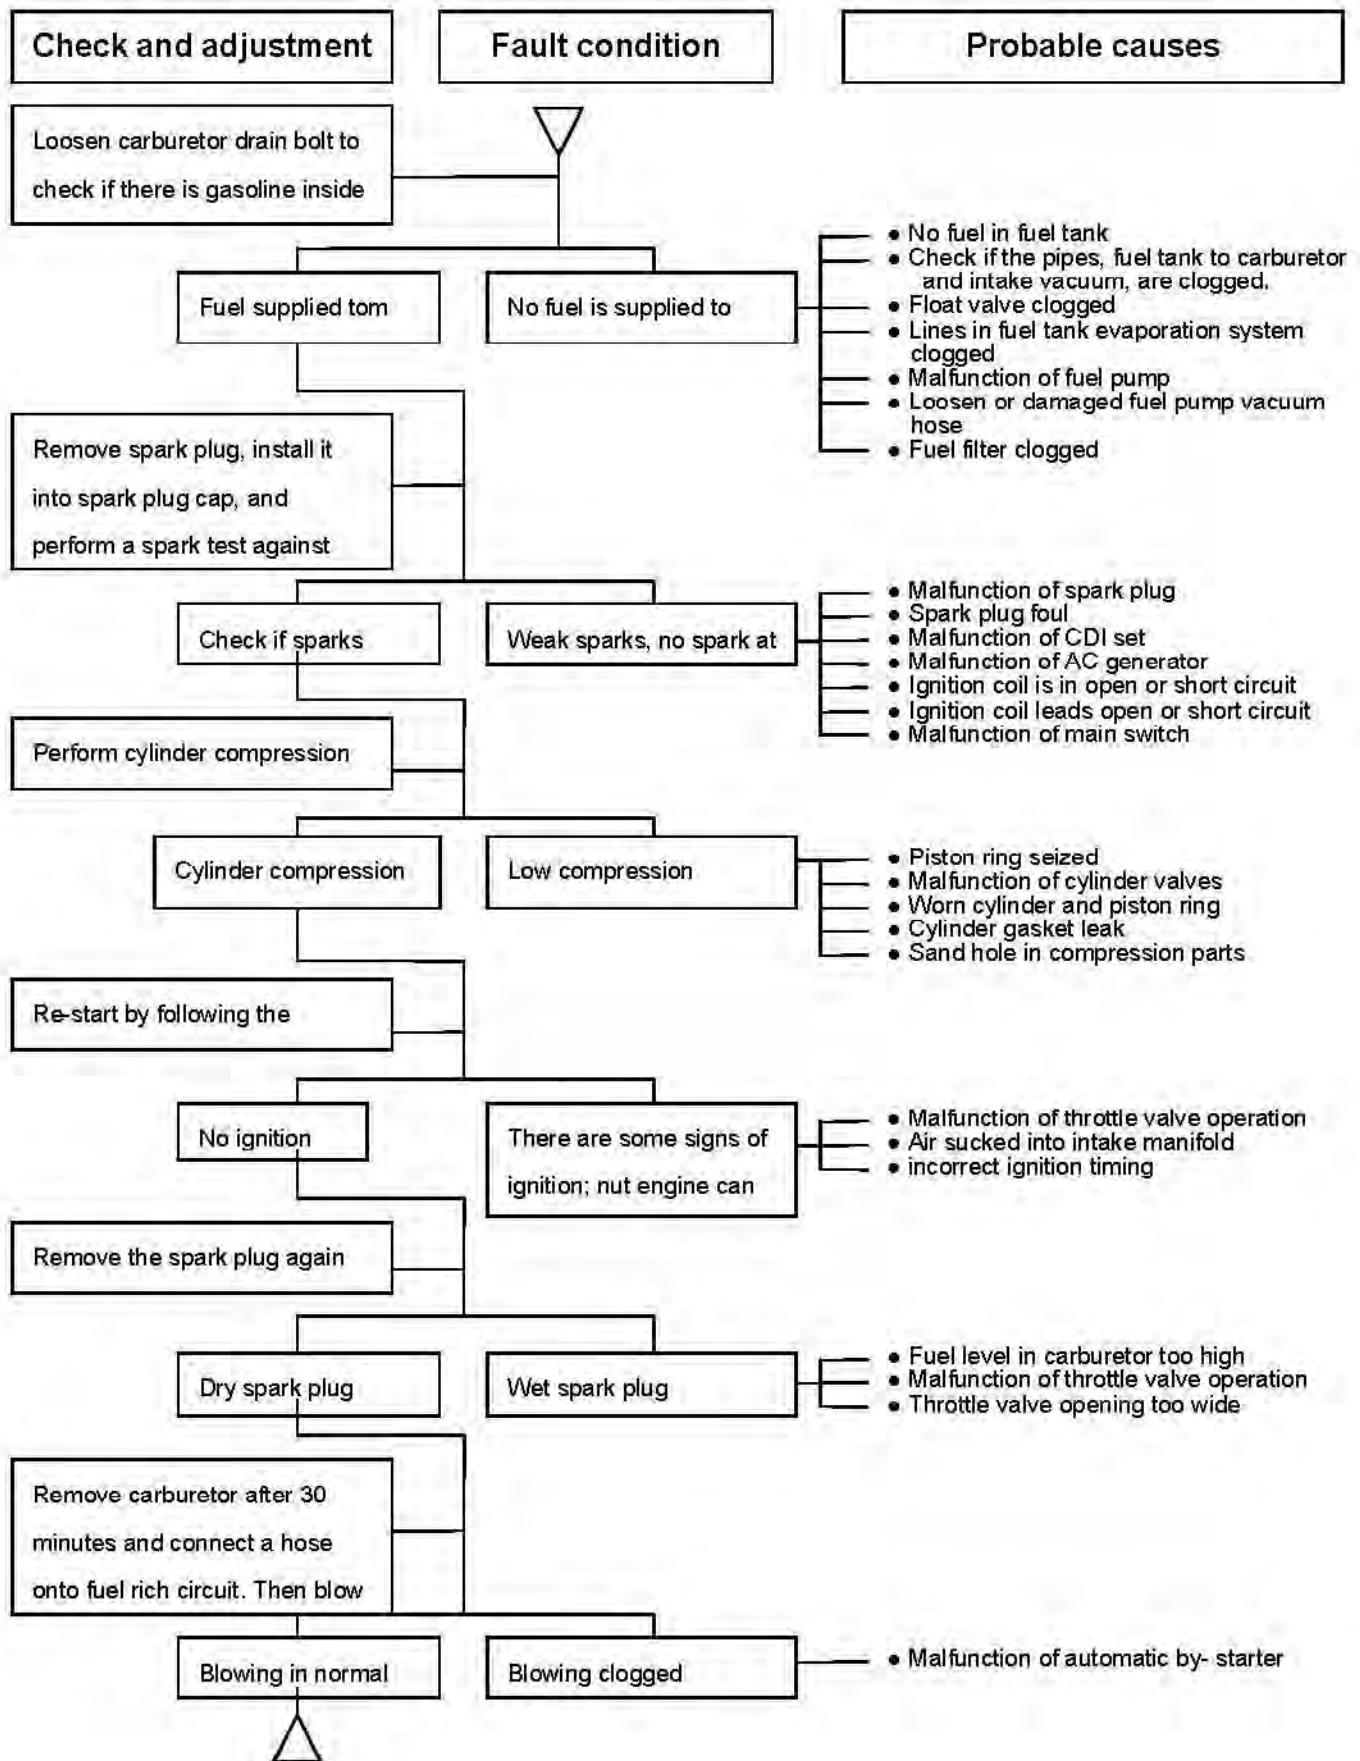 Check and adjustment
Fault condition
Probable causes
Loosen carburetor drain bolt to
check if there is gasoline inside
Fuel supplied tom
No fuel is supplied to
● No fuel in fuel tank
● Check if the pipes, fuel tank to carburetor
and intake vacuum, are clogged.
● Float valve clogged
● Lines in fuel tank evaporation system
clogged
● Malfunction of fuel pump
● Loosen or damaged fuel pump vacuum
hose
● Fuel filter clogged
Remove spark plug, install it
into spark plug cap, and
perform a spark test against
Check if sparks
Weak sparks, no spark at
● Malfunction of spark plug
● Spark plug foul
● Malfunction of CDI set
● Malfunction of AC generator
● Ignition coil is in open or short circuit
● Ignition coil leads open or short circuit
● Malfunction of main switch
Perform cylinder compression
Cylinder compression
Low compression
● Piston ring seized
● Malfunction of cylinder valves
● Worn cylinder and piston ring
● Cylinder gasket leak
● Sand hole in compression parts
Re-start by following the
No ignition
There are some signs of
ignition; nut engine can
● Malfunction of throttle valve operation
● Air sucked into intake manifold
● incorrect ignition timing
Remove the spark plug again
Dry spark plug
Wet spark plug
● Fuel level in carburetor too high
● Malfunction of throttle valve operation
● Throttle valve opening too wide
Remove carburetor after 30
minutes and connect a hose
onto fuel rich circuit. Then blow
Blowing in normal
Blowing clogged
● Malfunction of automatic by- starter